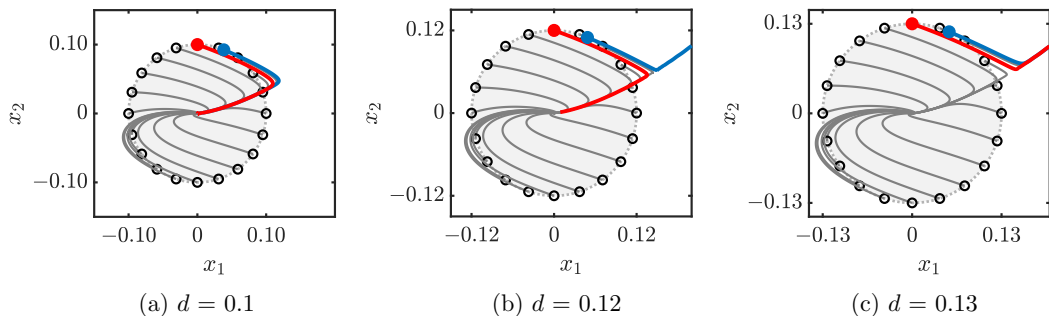 0.10
0
−0.10
x2
−0.10 0 0.10
x1
(a) d = 0.1
0.12
0
−0.12
x2
−0.12 0 0.12
x1
(b) d = 0.12
0.13
0
−0.13
x2
−0.13 0 0.13
x1
(c) d = 0.13